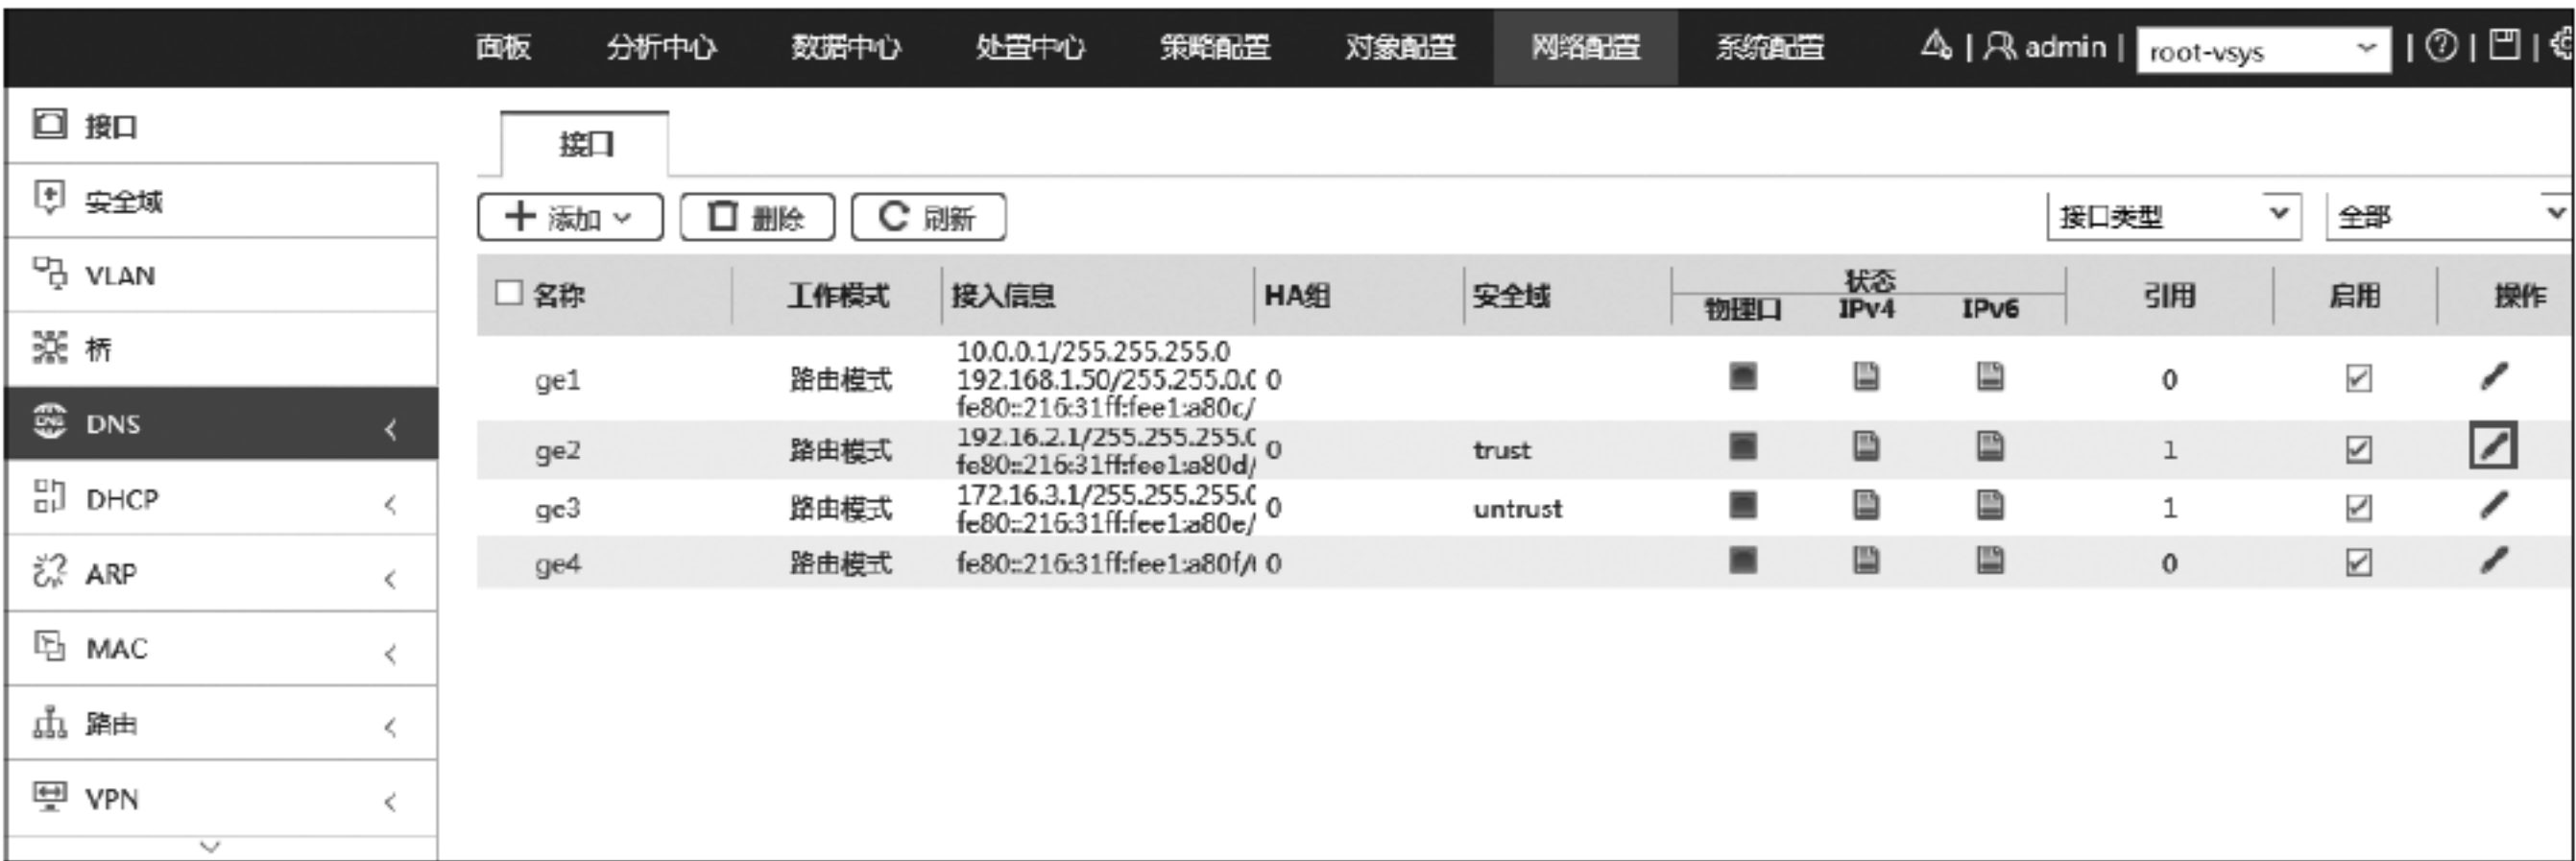 面板 分析中心 数据中心 处置中心 策略配置 对象配置 网络配置 系统配置 admin root-vsys
接口
安全域
VLAN
桥
DNS
DHCP
ARP
MAC
路由
VPN
接口
添加 删除 刷新 接口类型 全部
名称 工作模式 接入信息 HA组 安全域 状态 引用 启用 操作
物理口 IPv4 IPv6
10.0.0.1/255.255.255.0
ge1 路由模式 192.168.1.50/255.255.0.0 0 0
fe80::216:31ff:fee1:a80c/
192.16.2.1/255.255.255.0
ge2 路由模式 0 trust 1
fe80::216:31ff:fee1:a80d/
172.16.3.1/255.255.255.0
ge3 路由模式 0 untrust 1
fe80::216:31ff:fee1:a80e/
ge4 路由模式 fe80::216:31ff:fee1:a80f/ 0 0